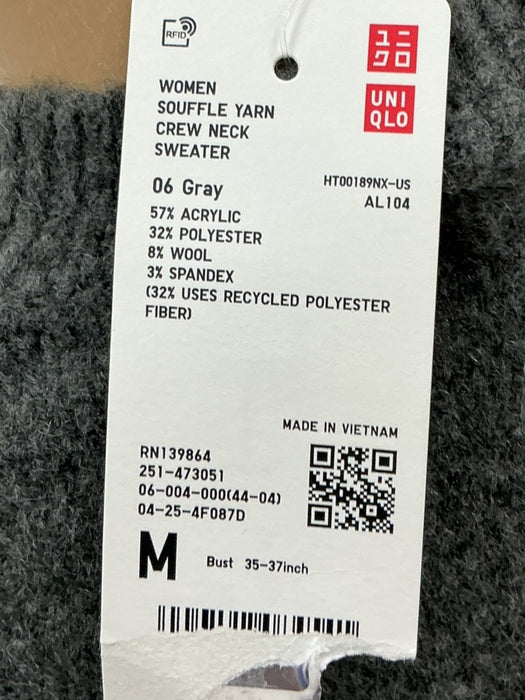 RFID
ユニ
クロ
UNI
QLO
WOMEN
SOUFFLE YARN
CREW NECK
SWEATER
06 Gray
HT00189NX-US
AL104
57% ACRYLIC
32% POLYESTER
8% WOOL
3% SPANDEX
(32% USES RECYCLED POLYESTER
FIBER)
MADE IN VIETNAM
RN139864
251-473051
06-004-000(44-04)
04-25-4F087D
M Bust 35-37inch